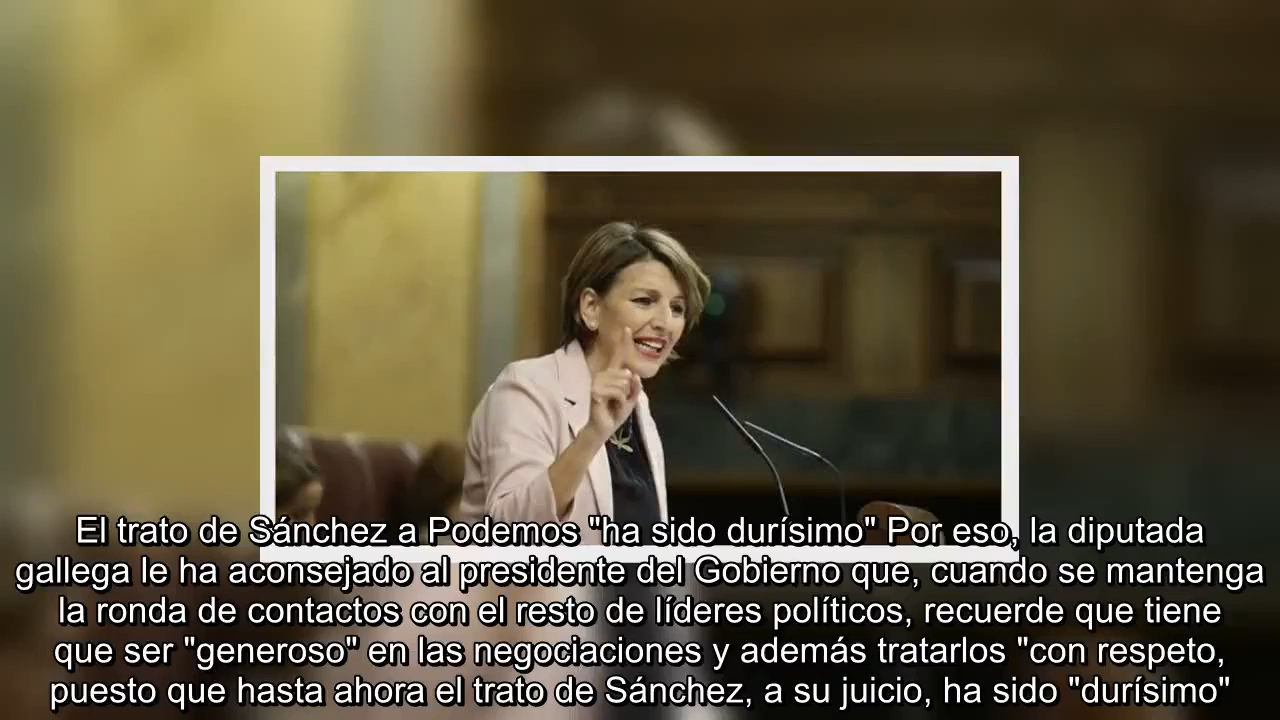 El trato de Sánchez a Podemos "ha sido durísimo" Por eso, la diputada
gallega le ha aconsejado al presidente del Gobierno que, cuando se mantenga
la ronda de contactos con el resto de líderes políticos, recuerde que tiene
que ser "generoso" en las negociaciones y además tratarlos "con respeto,
puesto que hasta ahora el trato de Sánchez, a su juicio, ha sido "durísimo"